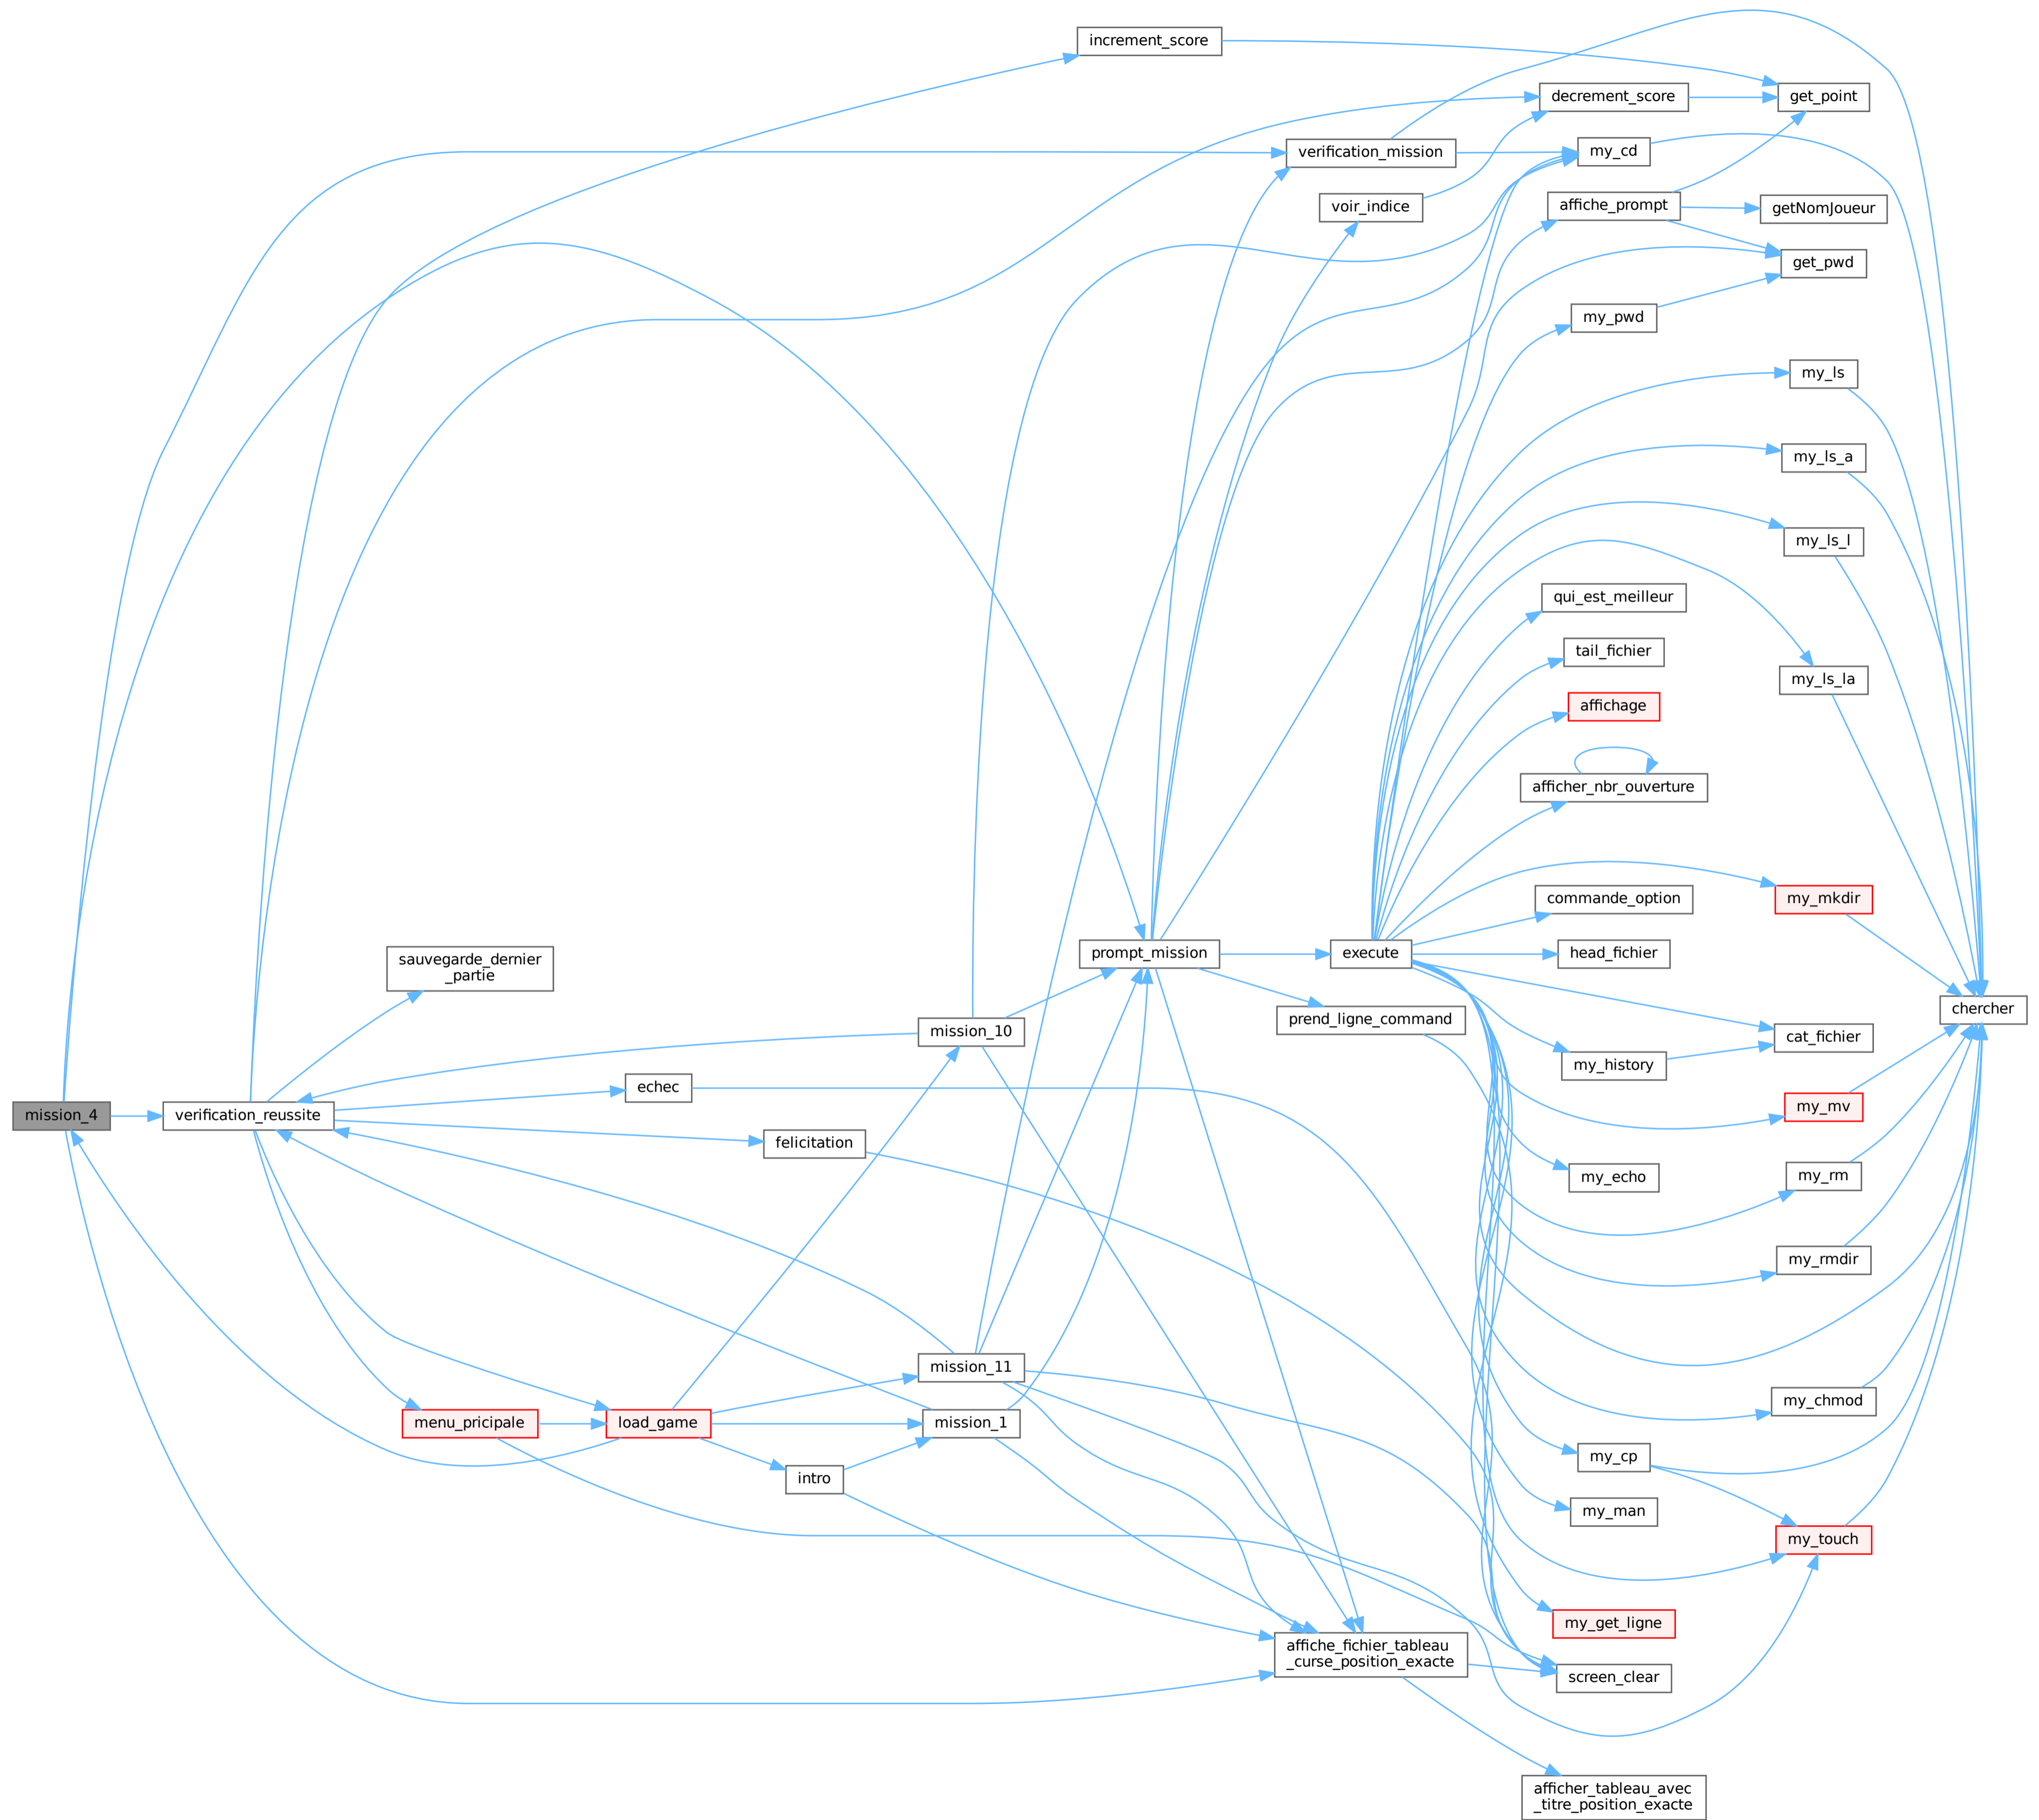 increment_score
decrement_score
get_point
verification_mission
my_cd
voir_indice
affiche_prompt
getNomJoueur
get_pwd
my_pwd
my_ls
my_ls_a
my_ls_l
qui_est_meilleur
tail_fichier
my_ls_la
affichage
afficher_nbr_ouverture
commande_option
my_mkdir
sauvegarde_dernier
_partie
prompt_mission
execute
head_fichier
chercher
prend_ligne_command
mission_10
cat_fichier
my_history
echec
my_mv
mission_4
verification_reussite
felicitation
my_rm
my_echo
my_rmdir
mission_11
my_chmod
menu_pricipale
load_game
mission_1
my_cp
intro
my_man
my_touch
my_get_ligne
affiche_fichier_tableau
_curse_position_exacte
screen_clear
afficher_tableau_avec
_titre_position_exacte